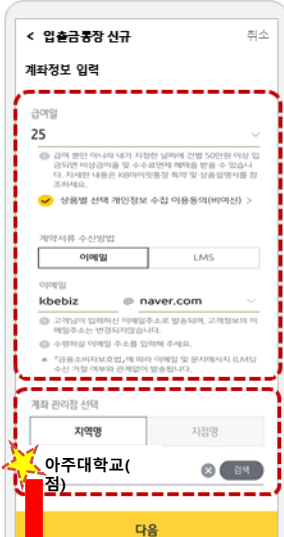 < 입출금통장 신규 취소
계좌정보 입력
급여일
25
급여 뿐만 아니라 내가 지정한 날짜에 건별 50만원 이상 입
금되면 비상금이율 및 수수료면제 혜택을 받을 수 있습니
다. 자세한 내용은 KB마이핏통장 특약 및 상품설명서를 참
조하세요.
상품별 선택 개인정보 수집 이용동의(비여신) >
계약서류 수신방법
이메일 LMS
이메일
kbebiz @ naver.com
고객님이 입력하신 이메일주소로 발송되며, 고객정보의 이
메일주소는 변경되지않습니다.
수령하실 이메일 주소를 입력해 주세요.
* 『금융소비자보호법』에 따라 이메일 및 문자메시지 (LMS)
수신 거절 여부와 관계없이 발송됩니다.
계좌 관리점 선택
지역명 지점명
아주대학교(
점) 검색
다음